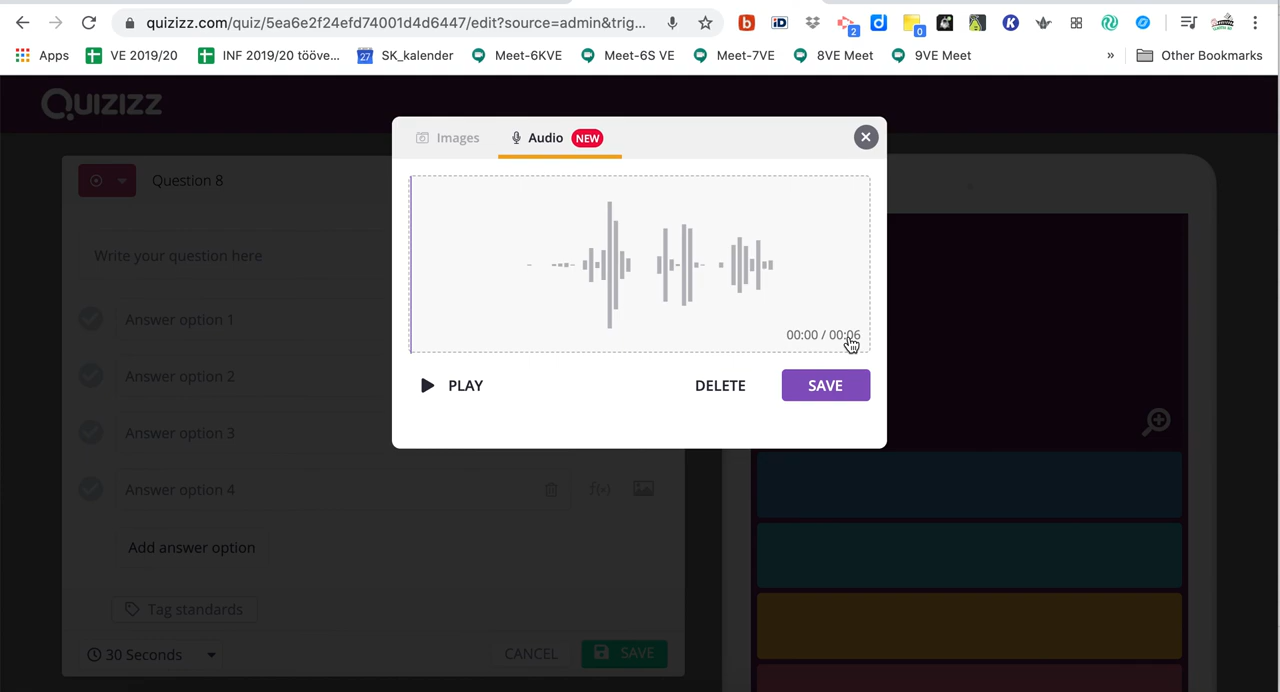 quizizz.com/quiz/5ea6e2f24efd74001d4d6447/edit?source=admin&trig...
2
0
Apps VE 2019/20 INF 2019/20 tööve... 27 SK_kalender Meet-6KVE Meet-6S VE Meet-7VE 8VE Meet 9VE Meet » Other Bookmarks
Quizizz
Images Audio NEW
Question 8
Write your question here
Answer option 1
00:00 / 00:06
Answer option 2
PLAY DELETE SAVE
Answer option 3
Answer option 4 f(x)
Add answer option
Tag standards
30 Seconds CANCEL SAVE